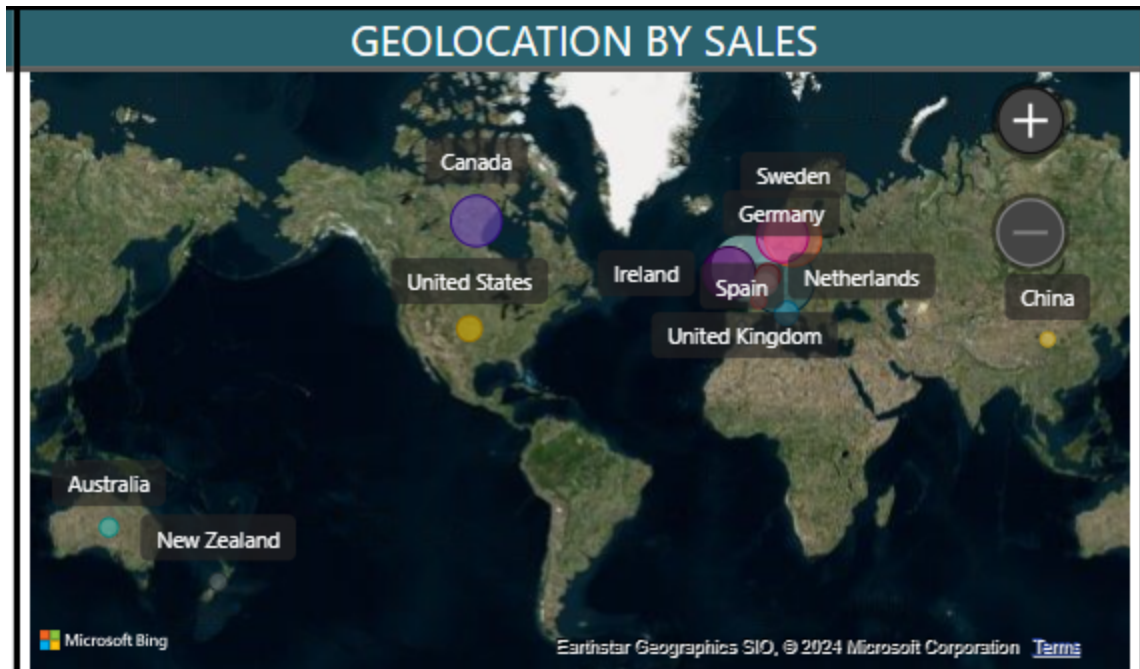 GEOLOCATION BY SALES
Canada
Sweden
Germany
United States
Ireland
Spain
Netherlands
China
United Kingdom
Australia
New Zealand
Microsoft Bing
Earthstar Geographics SIO, © 2024 Microsoft Corporation Terms